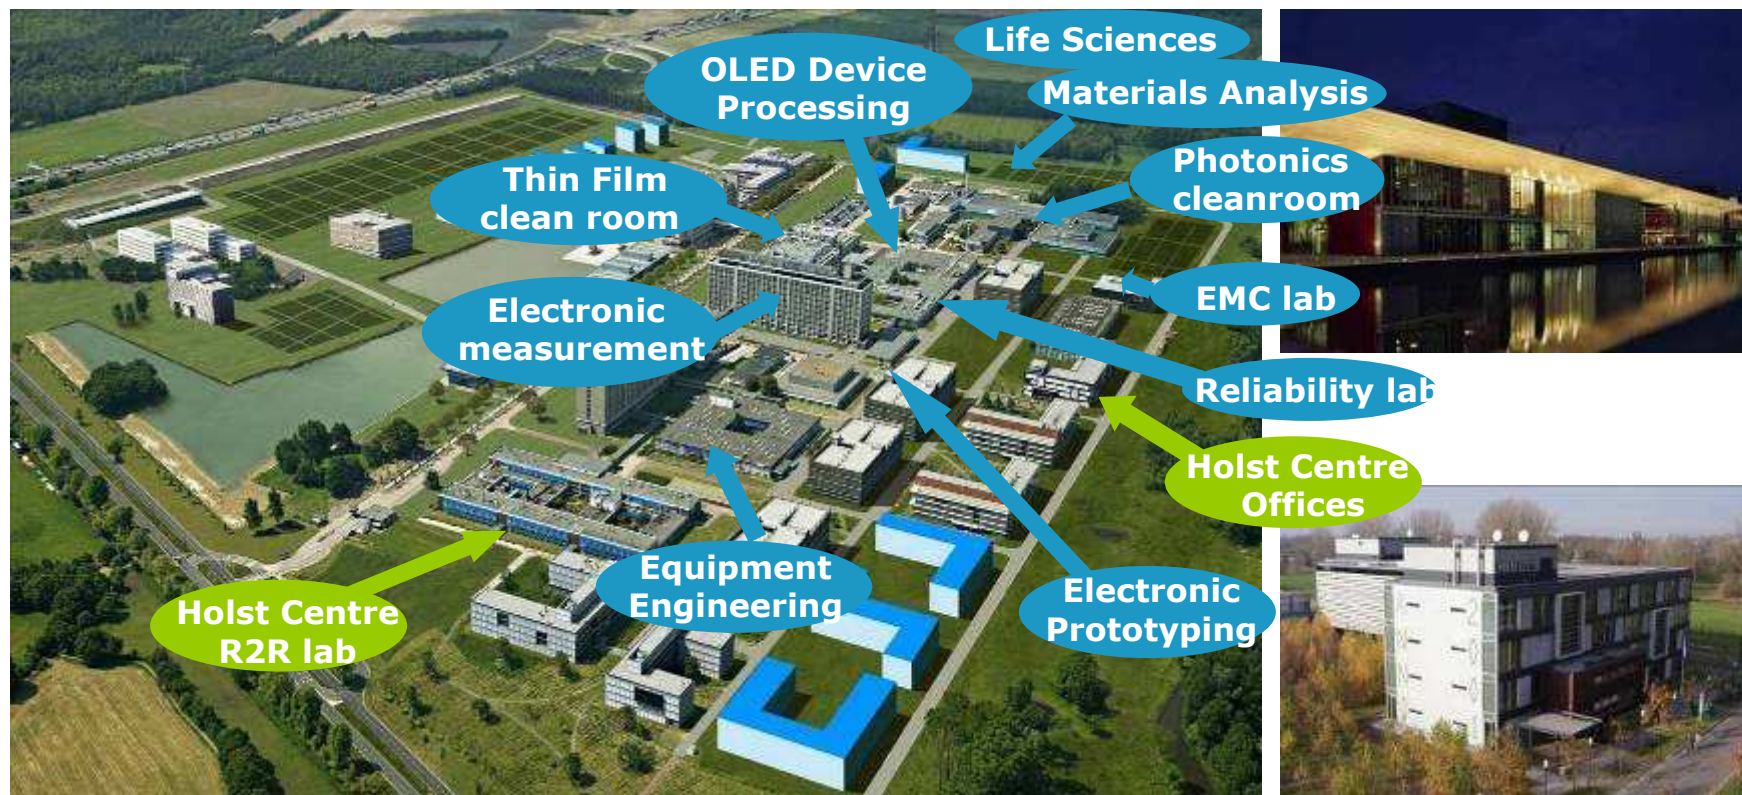 Life Sciences
OLED Device
Processing
Materials Analysis
Photonics
cleanroom
Thin Film
clean room
EMC lab
Electronic
measurement
Reliability lab
Holst Centre
Offices
Equipment
Engineering
Electronic
Prototyping
Holst Centre
R2R lab